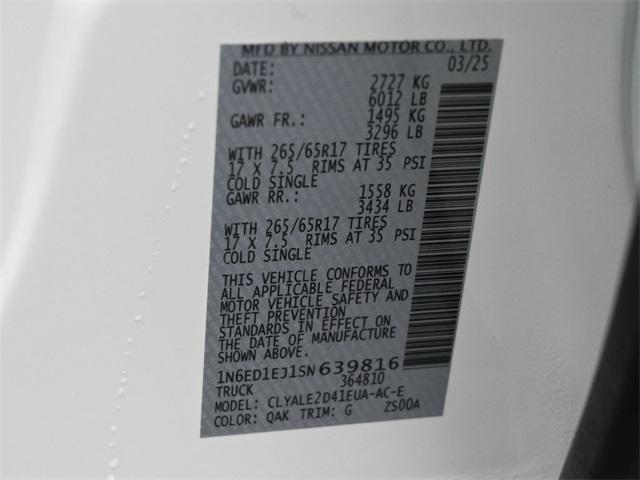 MFD BY NISSAN MOTOR CO., LTD.
DATE: 03/25
GVWR: 2727 KG
6012 LB
GAWR FR.: 1495 KG
3296 LB
WITH 265/65R17 TIRES
17 X 7.5 RIMS AT 35 PSI
COLD SINGLE
GAWR RR.: 1558 KG
3434 LB
WITH 265/65R17 TIRES
17 X 7.5 RIMS AT 35 PSI
COLD SINGLE
THIS VEHICLE CONFORMS TO
ALL APPLICABLE FEDERAL
MOTOR VEHICLE SAFETY AND
THEFT PREVENTION
STANDARDS IN EFFECT ON
THE DATE OF MANUFACTURE
SHOWN ABOVE.
1N6ED1EJ1SN639816
TRUCK 364810
MODEL: CLYALE2D41EUA-AC-E
COLOR: QAK TRIM: G ZS00A